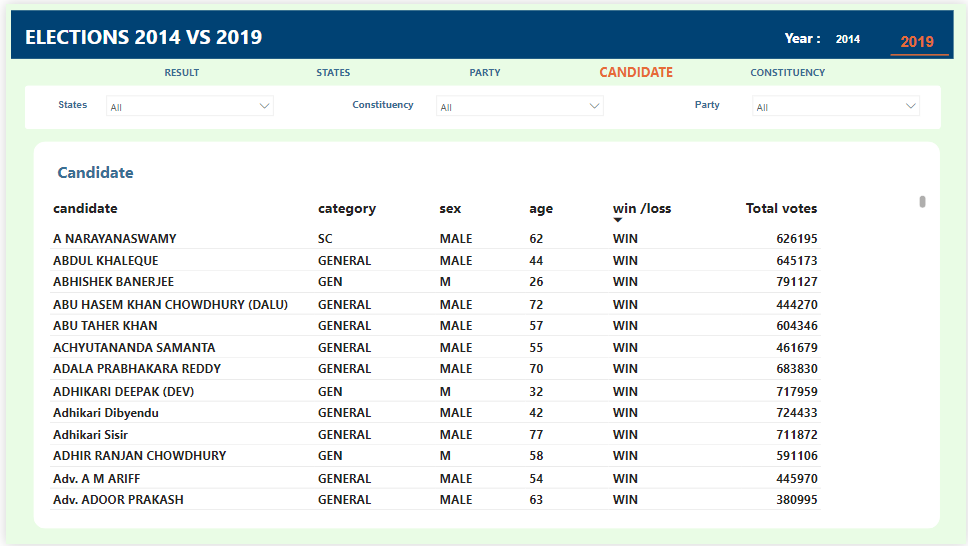 ELECTIONS 2014 VS 2019 Year : 2014 2019
RESULT STATES PARTY CANDIDATE CONSTITUENCY
States All Constituency All Party All
Candidate
candidate category sex age win /loss Total votes
A NARAYANASWAMY SC MALE 62 WIN 626195
ABDUL KHALEQUE GENERAL MALE 44 WIN 645173
ABHISHEK BANERJEE GEN M 26 WIN 791127
ABU HASEM KHAN CHOWDHURY (DALU) GENERAL MALE 72 WIN 444270
ABU TAHER KHAN GENERAL MALE 57 WIN 604346
ACHYUTANANDA SAMANTA GENERAL MALE 55 WIN 461679
ADALA PRABHAKARA REDDY GENERAL MALE 70 WIN 683830
ADHIKARI DEEPAK (DEV) GEN M 32 WIN 717959
Adhikari Dibyendu GENERAL MALE 42 WIN 724433
Adhikari Sisir GENERAL MALE 77 WIN 711872
ADHIR RANJAN CHOWDHURY GEN M 58 WIN 591106
Adv. A M ARIFF GENERAL MALE 54 WIN 445970
Adv. ADOOR PRAKASH GENERAL MALE 63 WIN 380995